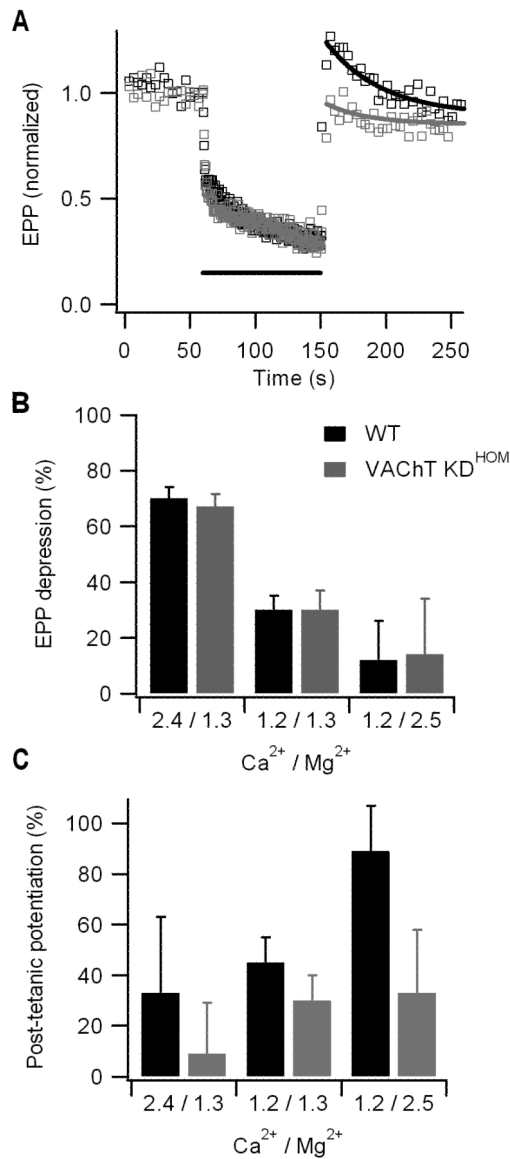 A
EPP (normalized)
1.0
0.5
0.0
0 50 100 150 200 250
Time (s)
B
EPP depression (%)
100
80
60
40
20
0
WT
VAChT KD^HOM
2.4 / 1.3 1.2 / 1.3 1.2 / 2.5
Ca²⁺ / Mg²⁺
C
Post-tetanic potentiation (%)
100
80
60
40
20
0
2.4 / 1.3 1.2 / 1.3 1.2 / 2.5
Ca²⁺ / Mg²⁺